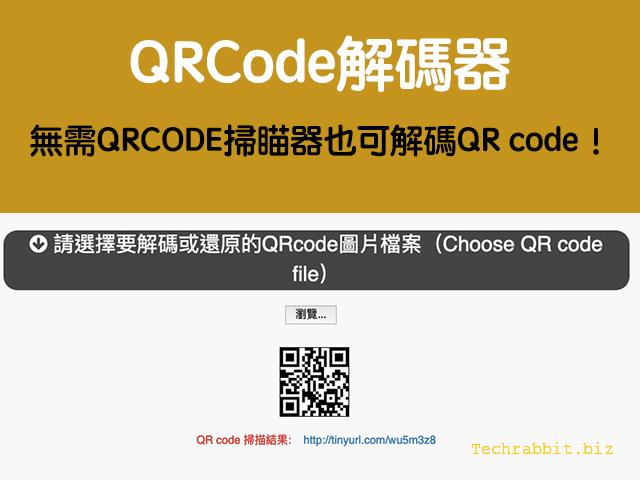 QRCode解碼器
無需QRCODE掃瞄器也可解碼QR code！
請選擇要解碼或還原的QRcode圖片檔案（Choose QR code
file）
瀏覽...
QR code 掃描結果: http://tinyurl.com/wu5m3z8
Techrabbit.biz